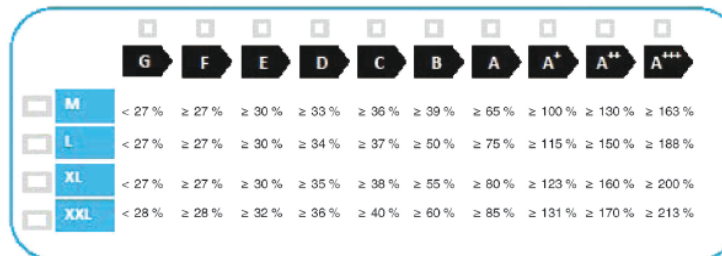 G F E D C B A A+ A++ A+++
M < 27 % ≥ 27 % ≥ 30 % ≥ 33 % ≥ 36 % ≥ 39 % ≥ 65 % ≥ 100 % ≥ 130 % ≥ 163 %
L < 27 % ≥ 27 % ≥ 30 % ≥ 34 % ≥ 37 % ≥ 50 % ≥ 75 % ≥ 115 % ≥ 150 % ≥ 188 %
XL < 27 % ≥ 27 % ≥ 30 % ≥ 35 % ≥ 38 % ≥ 55 % ≥ 80 % ≥ 123 % ≥ 160 % ≥ 200 %
XXL < 28 % ≥ 28 % ≥ 32 % ≥ 36 % ≥ 40 % ≥ 60 % ≥ 85 % ≥ 131 % ≥ 170 % ≥ 213 %